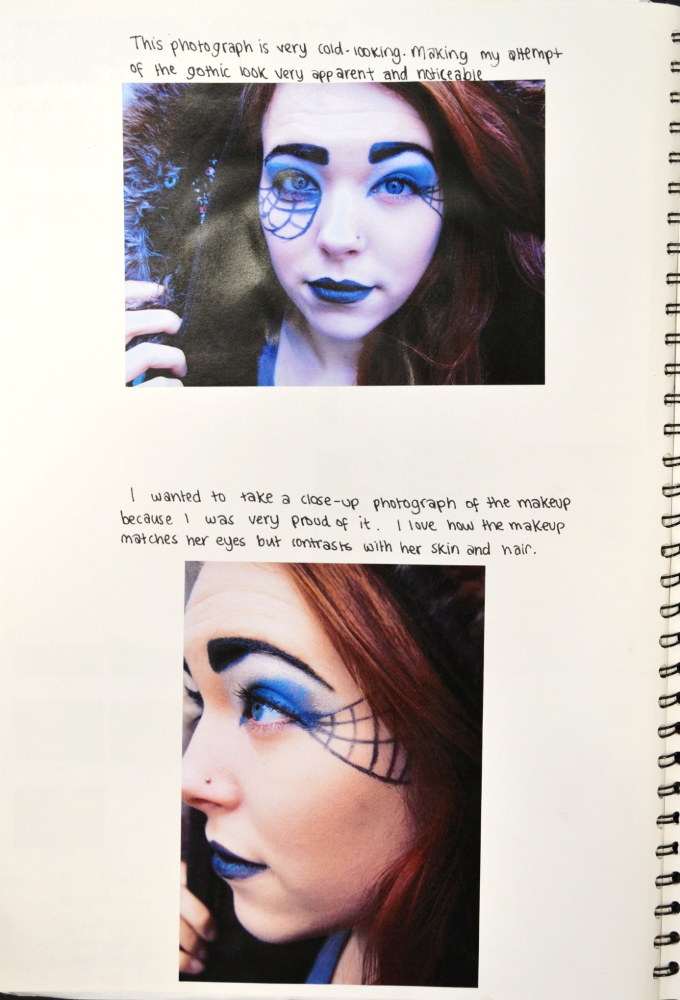 This photograph is very cold-looking. Making my attempt
of the gothic look very apparent and noticeable
I wanted to take a close-up photograph of the makeup
because I was very proud of it. I love how the makeup
matches her eyes but contrasts with her skin and hair.